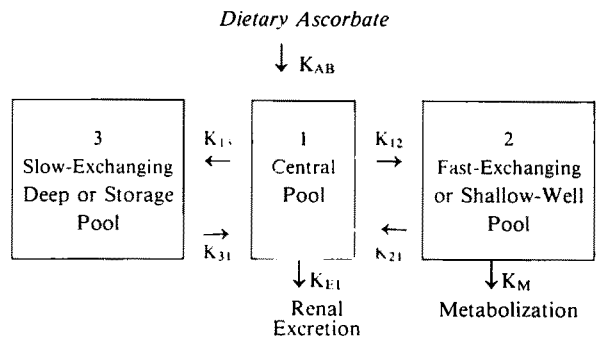 Dietary Ascorbate
K_AB
3
Slow-Exchanging
Deep or Storage
Pool
K_13
K_31
1
Central
Pool
K_12
K_21
2
Fast-Exchanging
or Shallow-Well
Pool
K_E1
Renal
Excretion
K_M
Metabolization